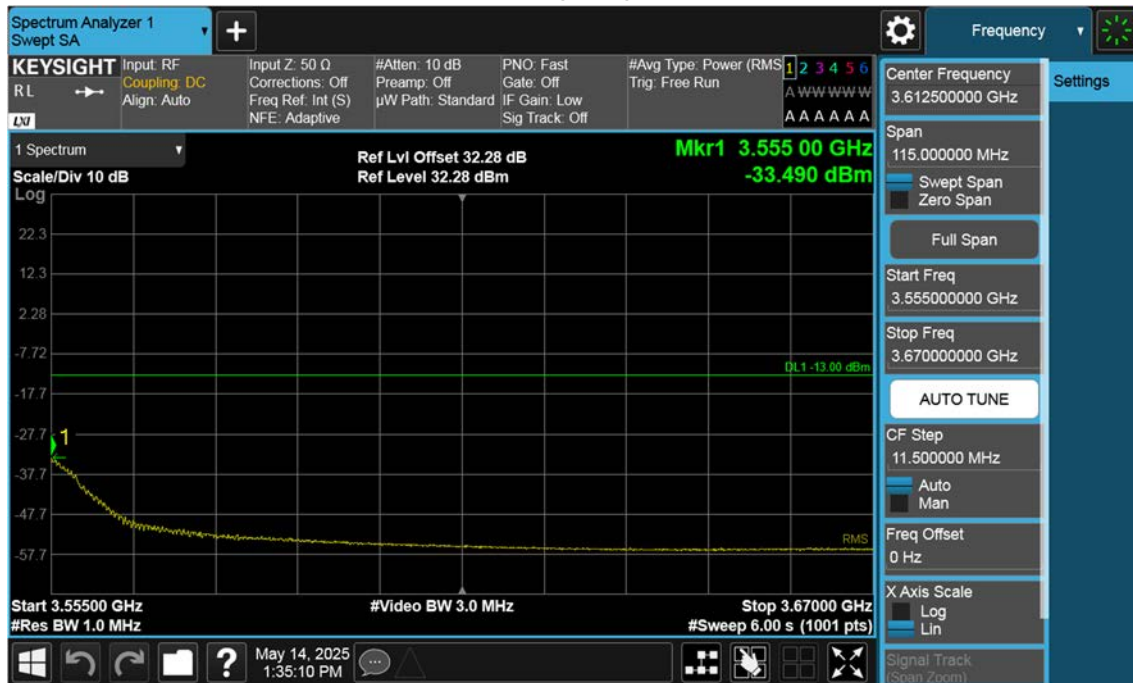 Spectrum Analyzer 1
Swept SA
Frequency
KEYSIGHT
RL
LXI
Input: RF
Coupling: DC
Align: Auto
Input Z: 50 Ω
Corrections: Off
Freq Ref: Int (S)
NFE: Adaptive
#Atten: 10 dB
Preamp: Off
µW Path: Standard
PNO: Fast
Gate: Off
IF Gain: Low
Sig Track: Off
#Avg Type: Power (RMS
Trig: Free Run
1 2 3 4 5 6
A W W W W W
A A A A A A
1 Spectrum
Scale/Div 10 dB
Log
Ref Lvl Offset 32.28 dB
Ref Level 32.28 dBm
Mkr1 3.555 00 GHz
-33.490 dBm
22.3
12.3
2.28
-7.72
DL1 -13.00 dBm
-17.7
-27.7
1
-37.7
-47.7
RMS
-57.7
Start 3.55500 GHz
#Video BW 3.0 MHz
Stop 3.67000 GHz
#Res BW 1.0 MHz
#Sweep 6.00 s (1001 pts)
?
May 14, 2025
1:35:10 PM
Center Frequency
3.612500000 GHz
Settings
Span
115.000000 MHz
Swept Span
Zero Span
Full Span
Start Freq
3.555000000 GHz
Stop Freq
3.670000000 GHz
AUTO TUNE
CF Step
11.500000 MHz
Auto
Man
Freq Offset
0 Hz
X Axis Scale
Log
Lin
Signal Track
(Span Zoom)